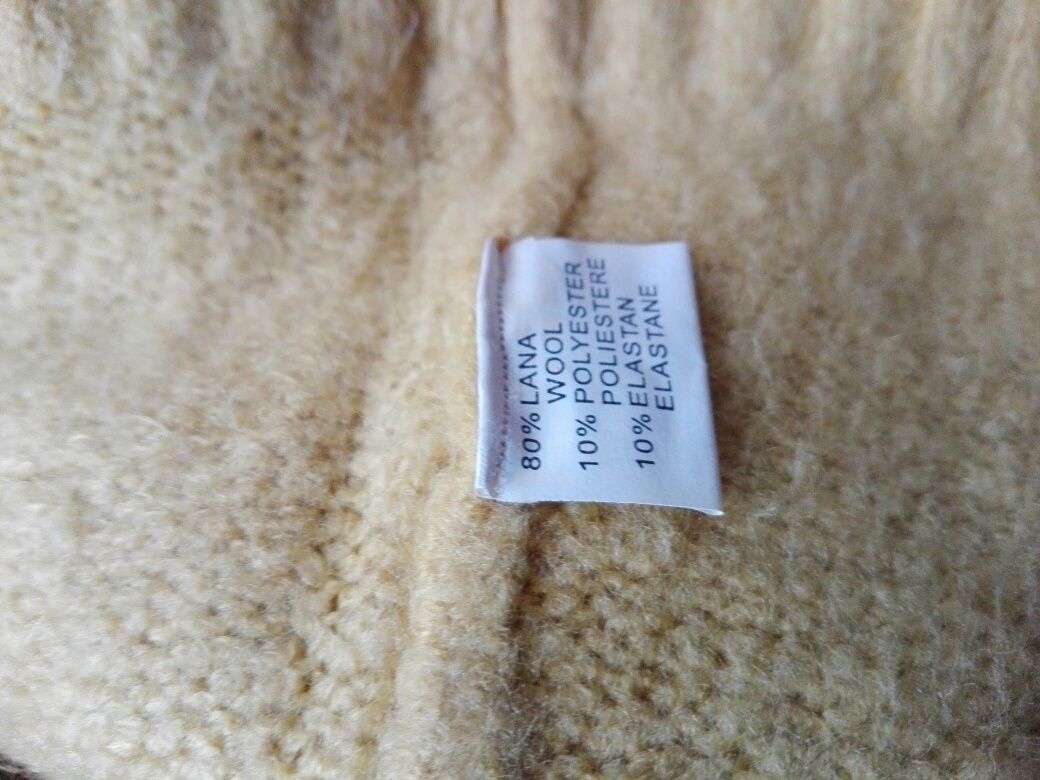 80% LANA
WOOL
10% POLYESTER
POLIESTERE
10% ELASTAN
ELASTANE